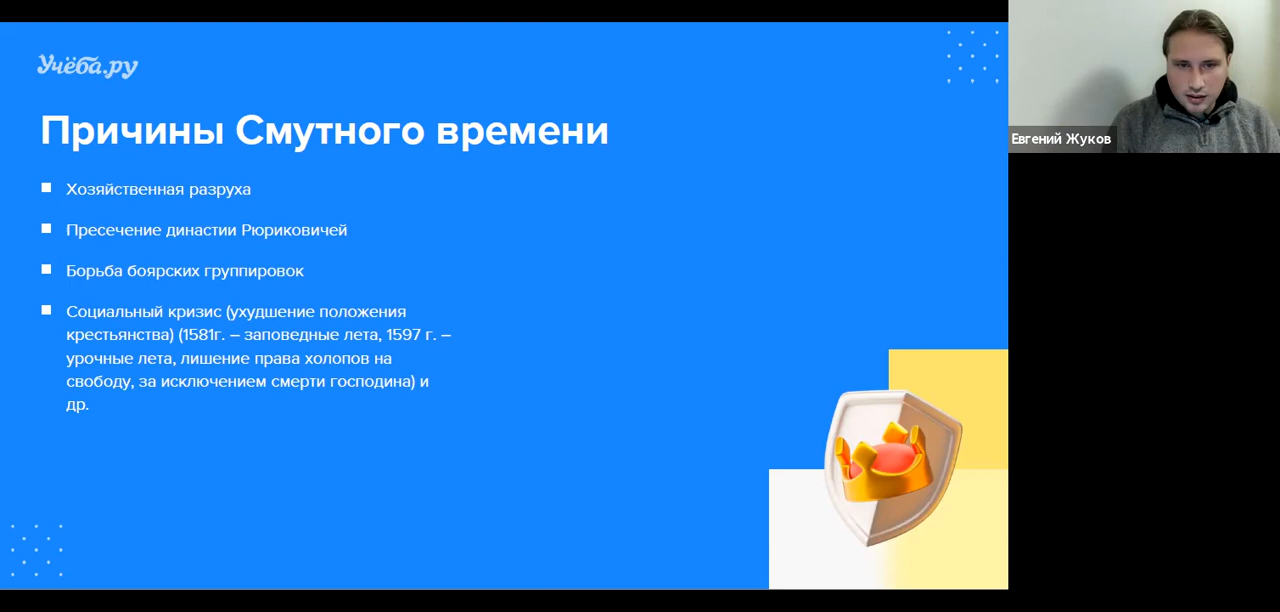 Учёба.ру
Причины Смутного времени
Хозяйственная разруха
Пресечение династии Рюриковичей
Борьба боярских группировок
Социальный кризис (ухудшение положения
крестьянства) (1581г. – заповедные лета, 1597 г. –
урочные лета, лишение права холопов на
свободу, за исключением смерти господина) и
др.
Евгений Жуков